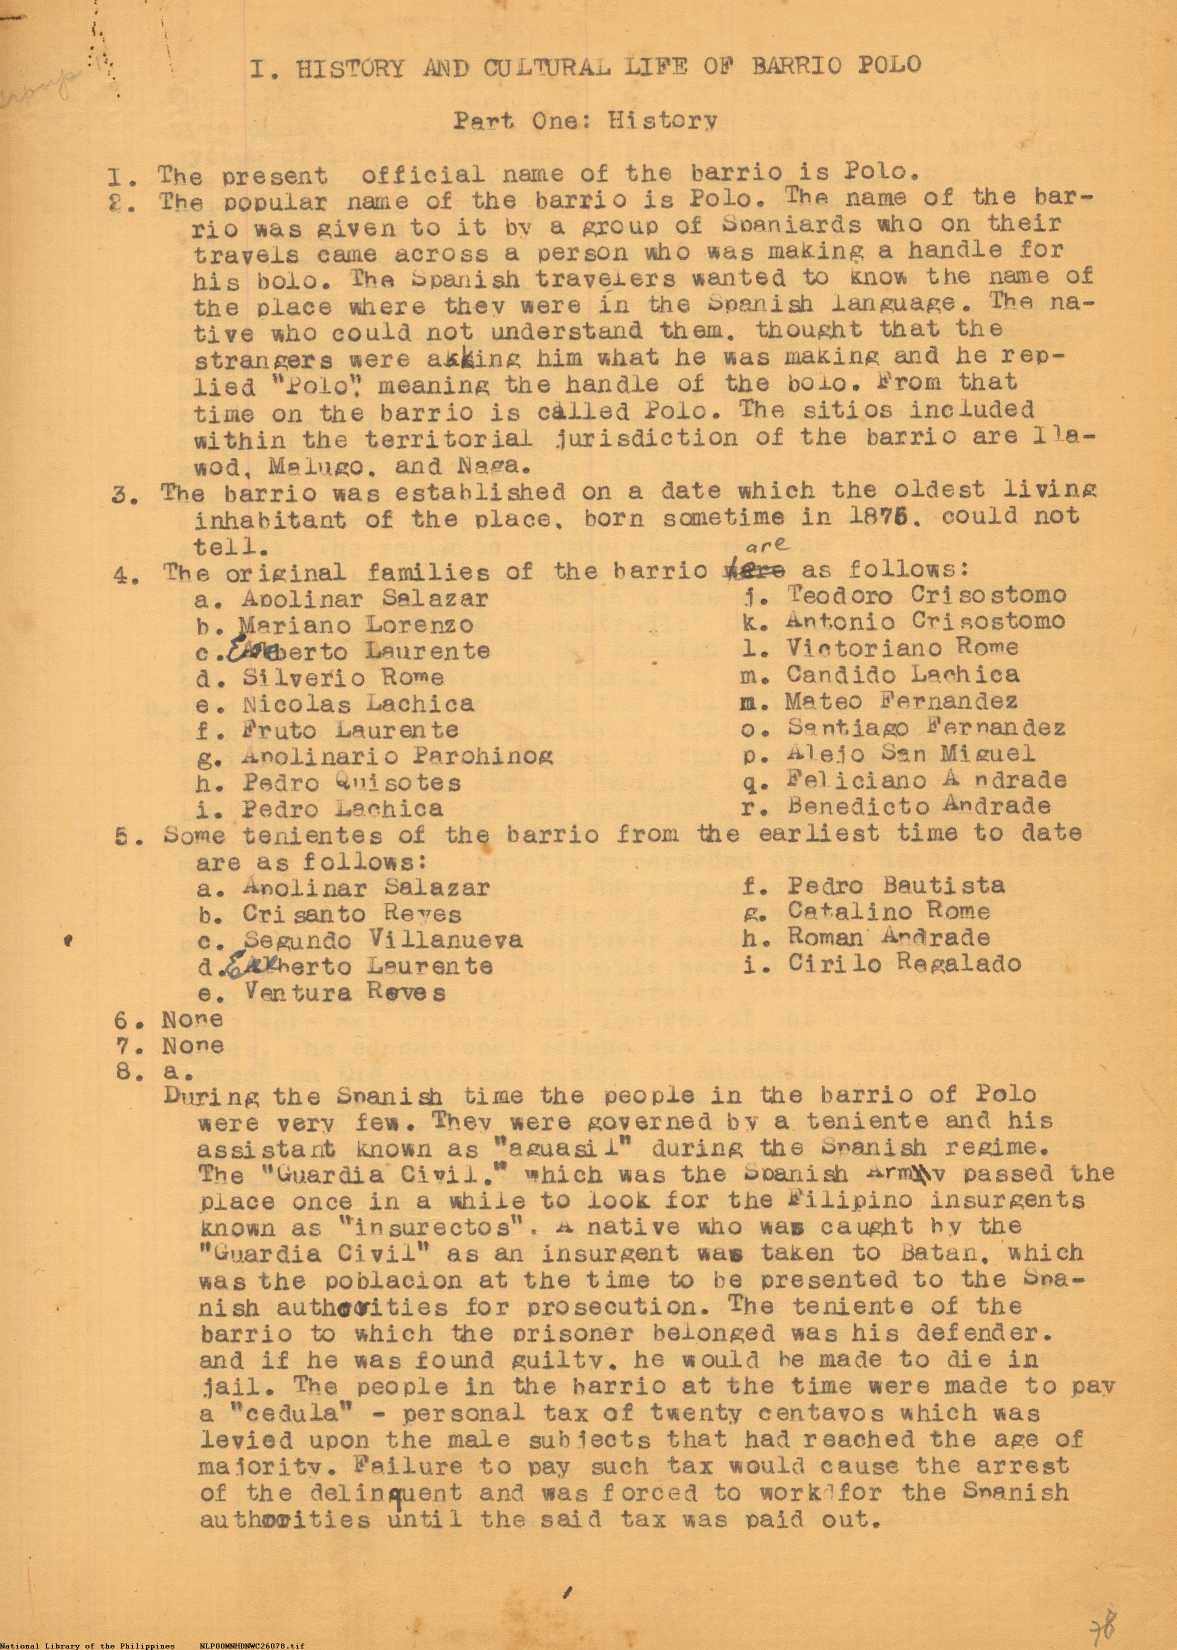 I. HISTORY AND CULTURAL LIFE OF BARRIO POLO
Part One: History
1. The present official name of the barrio is Polo.
2. The popular name of the barrio is Polo. The name of the bar-
rio was given to it by a group of Spaniards who on their
travels came across a person who was making a handle for
his bolo. The Spanish travelers wanted to know the name of
the place where they were in the Spanish language. The na-
tive who could not understand them, thought that the
strangers were asking him what he was making and he rep-
lied "Polo", meaning the handle of the bolo. From that
time on the barrio is called Polo. The sitios included
within the territorial jurisdiction of the barrio are Ila-
wod, Malugo, and Naga.
3. The barrio was established on a date which the oldest living
inhabitant of the place, born sometime in 1876, could not
tell.
4. The original families of the barrio are as follows:
a. Apolinar Salazar
b. Mariano Lorenzo
c. Laurente
d. Silverio Rome
e. Nicolas Lachica
f. Fruto Laurente
g. Apolinario Parohinog
h. Pedro Quisotes
i. Pedro Lachica
j. Teodoro Crisostomo
k. Antonio Crisostomo
l. Victoriano Rome
m. Candido Lachica
m. Mateo Fernandez
o. Santiago Fernandez
p. Alejo San Miguel
q. Feliciano Andrade
r. Benedicto Andrade
5. Some tenientes of the barrio from the earliest time to date
are as follows:
a. Apolinar Salazar
b. Crisanto Reyes
c. Segundo Villanueva
d. Laurente
e. Ventura Reyes
f. Pedro Bautista
g. Catalino Rome
h. Roman Andrade
i. Cirilo Regalado
6. None
7. None
8. a.
During the Spanish time the people in the barrio of Polo
were very few. They were governed by a teniente and his
assistant known as "aguasil" during the Spanish regime.
The "Guardia Civil," which was the Spanish Army passed the
place once in a while to look for the Filipino insurgents
known as "insurectos". A native who was caught by the
"Guardia Civil" as an insurgent was taken to Batan, which
was the poblacion at the time to be presented to the Spa-
nish authorities for prosecution. The teniente of the
barrio to which the prisoner belonged was his defender,
and if he was found guilty, he would be made to die in
jail. The people in the barrio at the time were made to pay
a "cedula" - personal tax of twenty centavos which was
levied upon the male subjects that had reached the age of
majority. Failure to pay such tax would cause the arrest
of the delinquent and was forced to work for the Spanish
authorities until the said tax was paid out.
1
78
National Library of the Philippines NLP00MNHDNWC26078.tif